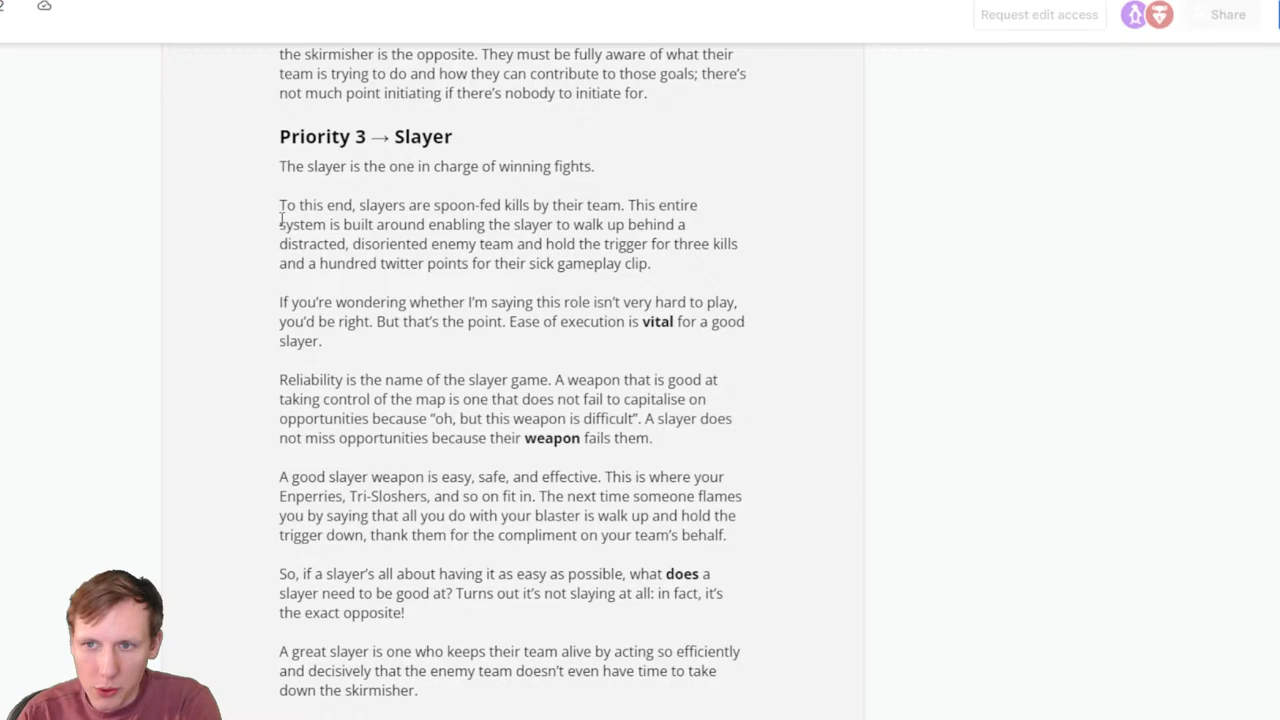 2
Request edit access
Share
the skirmisher is the opposite. They must be fully aware of what their
team is trying to do and how they can contribute to those goals; there's
not much point initiating if there's nobody to initiate for.
Priority 3 → Slayer
The slayer is the one in charge of winning fights.
To this end, slayers are spoon-fed kills by their team. This entire
system is built around enabling the slayer to walk up behind a
distracted, disoriented enemy team and hold the trigger for three kills
and a hundred twitter points for their sick gameplay clip.
If you're wondering whether I'm saying this role isn't very hard to play,
you'd be right. But that's the point. Ease of execution is vital for a good
slayer.
Reliability is the name of the slayer game. A weapon that is good at
taking control of the map is one that does not fail to capitalise on
opportunities because “oh, but this weapon is difficult”. A slayer does
not miss opportunities because their weapon fails them.
A good slayer weapon is easy, safe, and effective. This is where your
Enperries, Tri-Sloshers, and so on fit in. The next time someone flames
you by saying that all you do with your blaster is walk up and hold the
trigger down, thank them for the compliment on your team's behalf.
So, if a slayer's all about having it as easy as possible, what does a
slayer need to be good at? Turns out it's not slaying at all: in fact, it's
the exact opposite!
A great slayer is one who keeps their team alive by acting so efficiently
and decisively that the enemy team doesn't even have time to take
down the skirmisher.